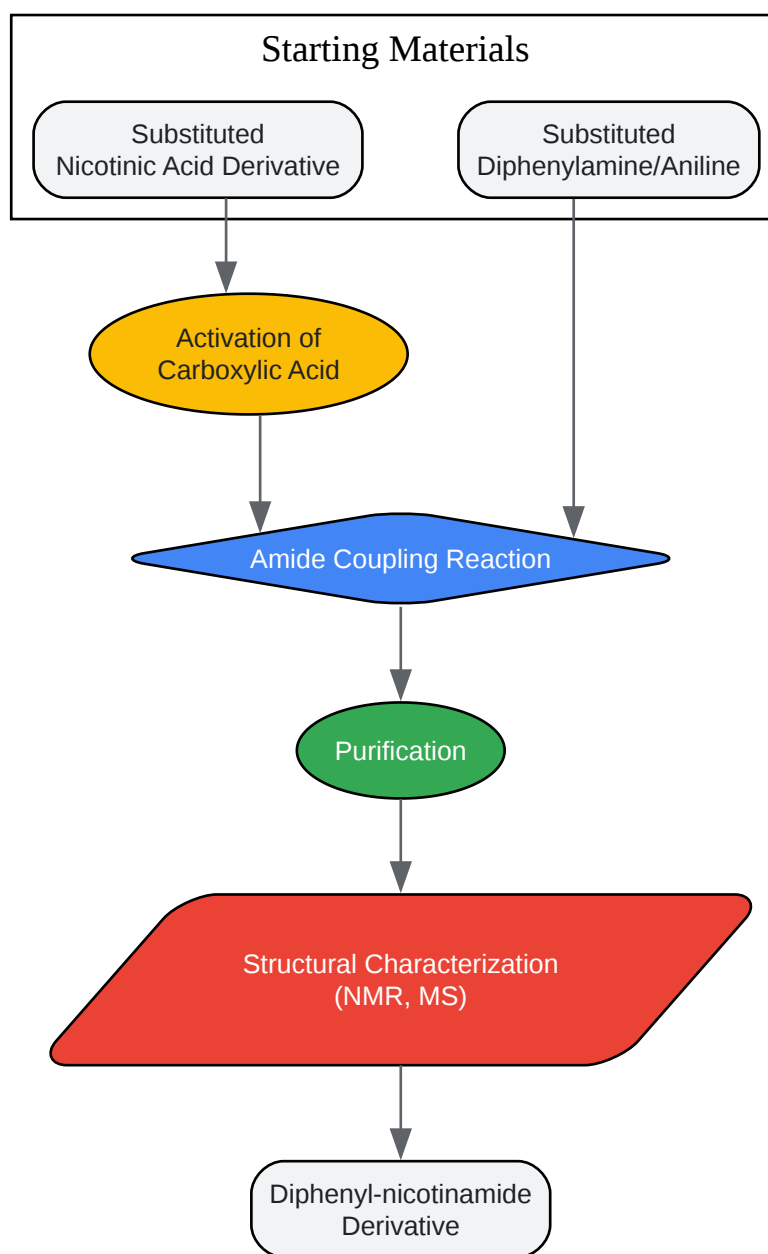 Starting Materials
Substituted
Nicotinic Acid Derivative
Substituted
Diphenylamine/Aniline
Activation of
Carboxylic Acid
Amide Coupling Reaction
Purification
Structural Characterization
(NMR, MS)
Diphenyl-nicotinamide
Derivative